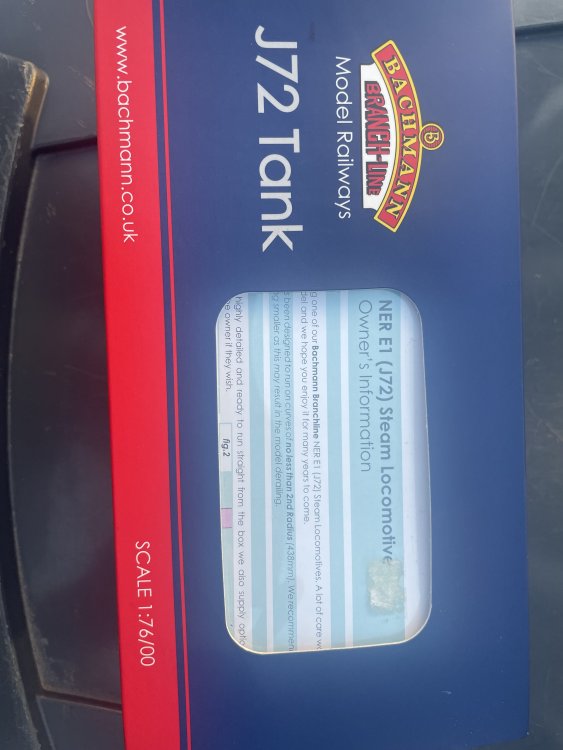 BACHMANN
BRANCH-LINE
Model Railways
J72 Tank
NER E1 (J72) Steam Locomotive
Owner's Information
one of our Bachmann Branchline NER E1 (J72) Steam Locomotives. A lot of care
and we hope you enjoy it for many years to come.
been designed to run on curves of no less than 2nd Radius (438mm). We
smaller as this may result in the model derailing.
highly detailed and ready to run straight from the box we also supply
owner if they wish.
fig.2
www.bachmann.co.uk
SCALE 1:76/00